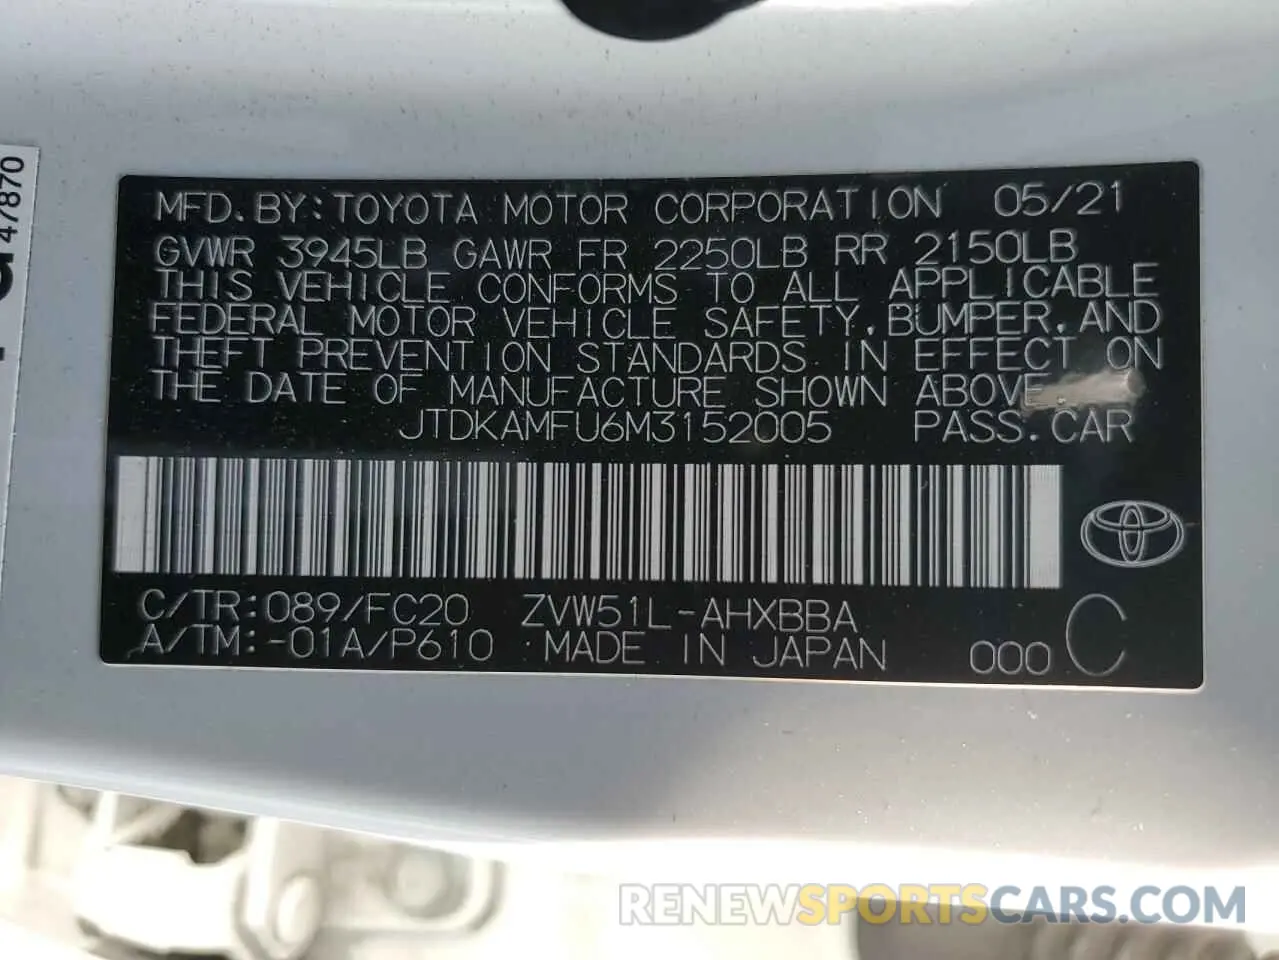 47870
MFD.BY:TOYOTA MOTOR CORPORATION 05/21
GVWR 3945LB GAWR FR 2250LB RR 2150LB
THIS VEHICLE CONFORMS TO ALL APPLICABLE
FEDERAL MOTOR VEHICLE SAFETY,BUMPER,AND
THEFT PREVENTION STANDARDS IN EFFECT ON
THE DATE OF MANUFACTURE SHOWN ABOVE.
JTDKAMFU6M3152005 PASS.CAR
C/TR:089/FC20 ZVW51L-AHXBBA
A/TM:-01A/P610 MADE IN JAPAN 000 C
RENEWSPORTSCARS.COM